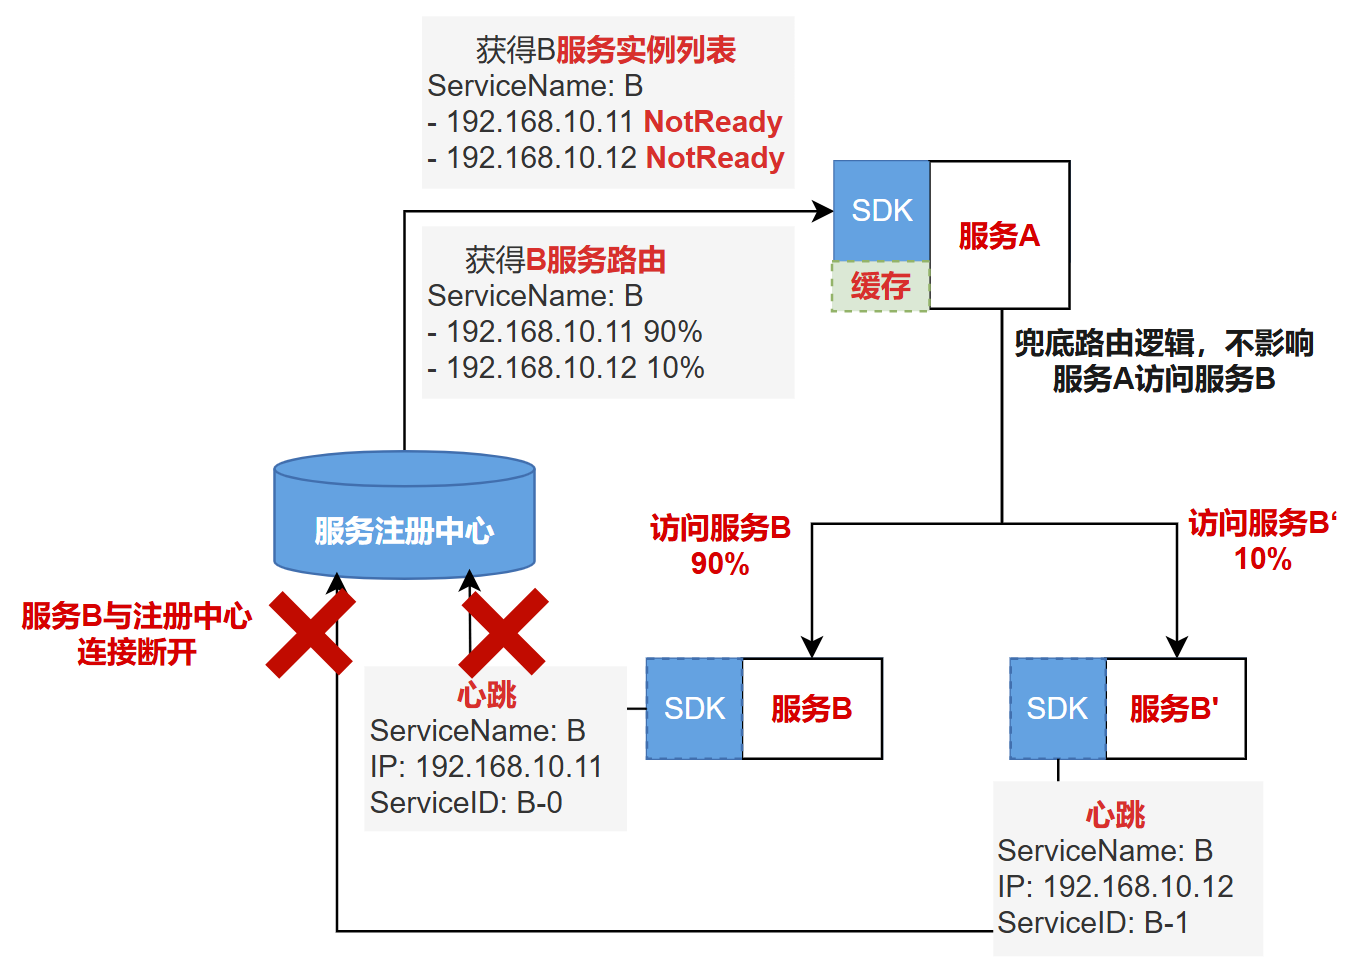 获得B服务实例列表
ServiceName: B
- 192.168.10.11 NotReady
- 192.168.10.12 NotReady
SDK
服务A
缓存
获得B服务路由
ServiceName: B
- 192.168.10.11 90%
- 192.168.10.12 10%
兜底路由逻辑，不影响
服务A访问服务B
服务注册中心
访问服务B
90%
访问服务B‘
10%
服务B与注册中心
连接断开
心跳
ServiceName: B
IP: 192.168.10.11
ServiceID: B-0
SDK
服务B
SDK
服务B'
心跳
ServiceName: B
IP: 192.168.10.12
ServiceID: B-1